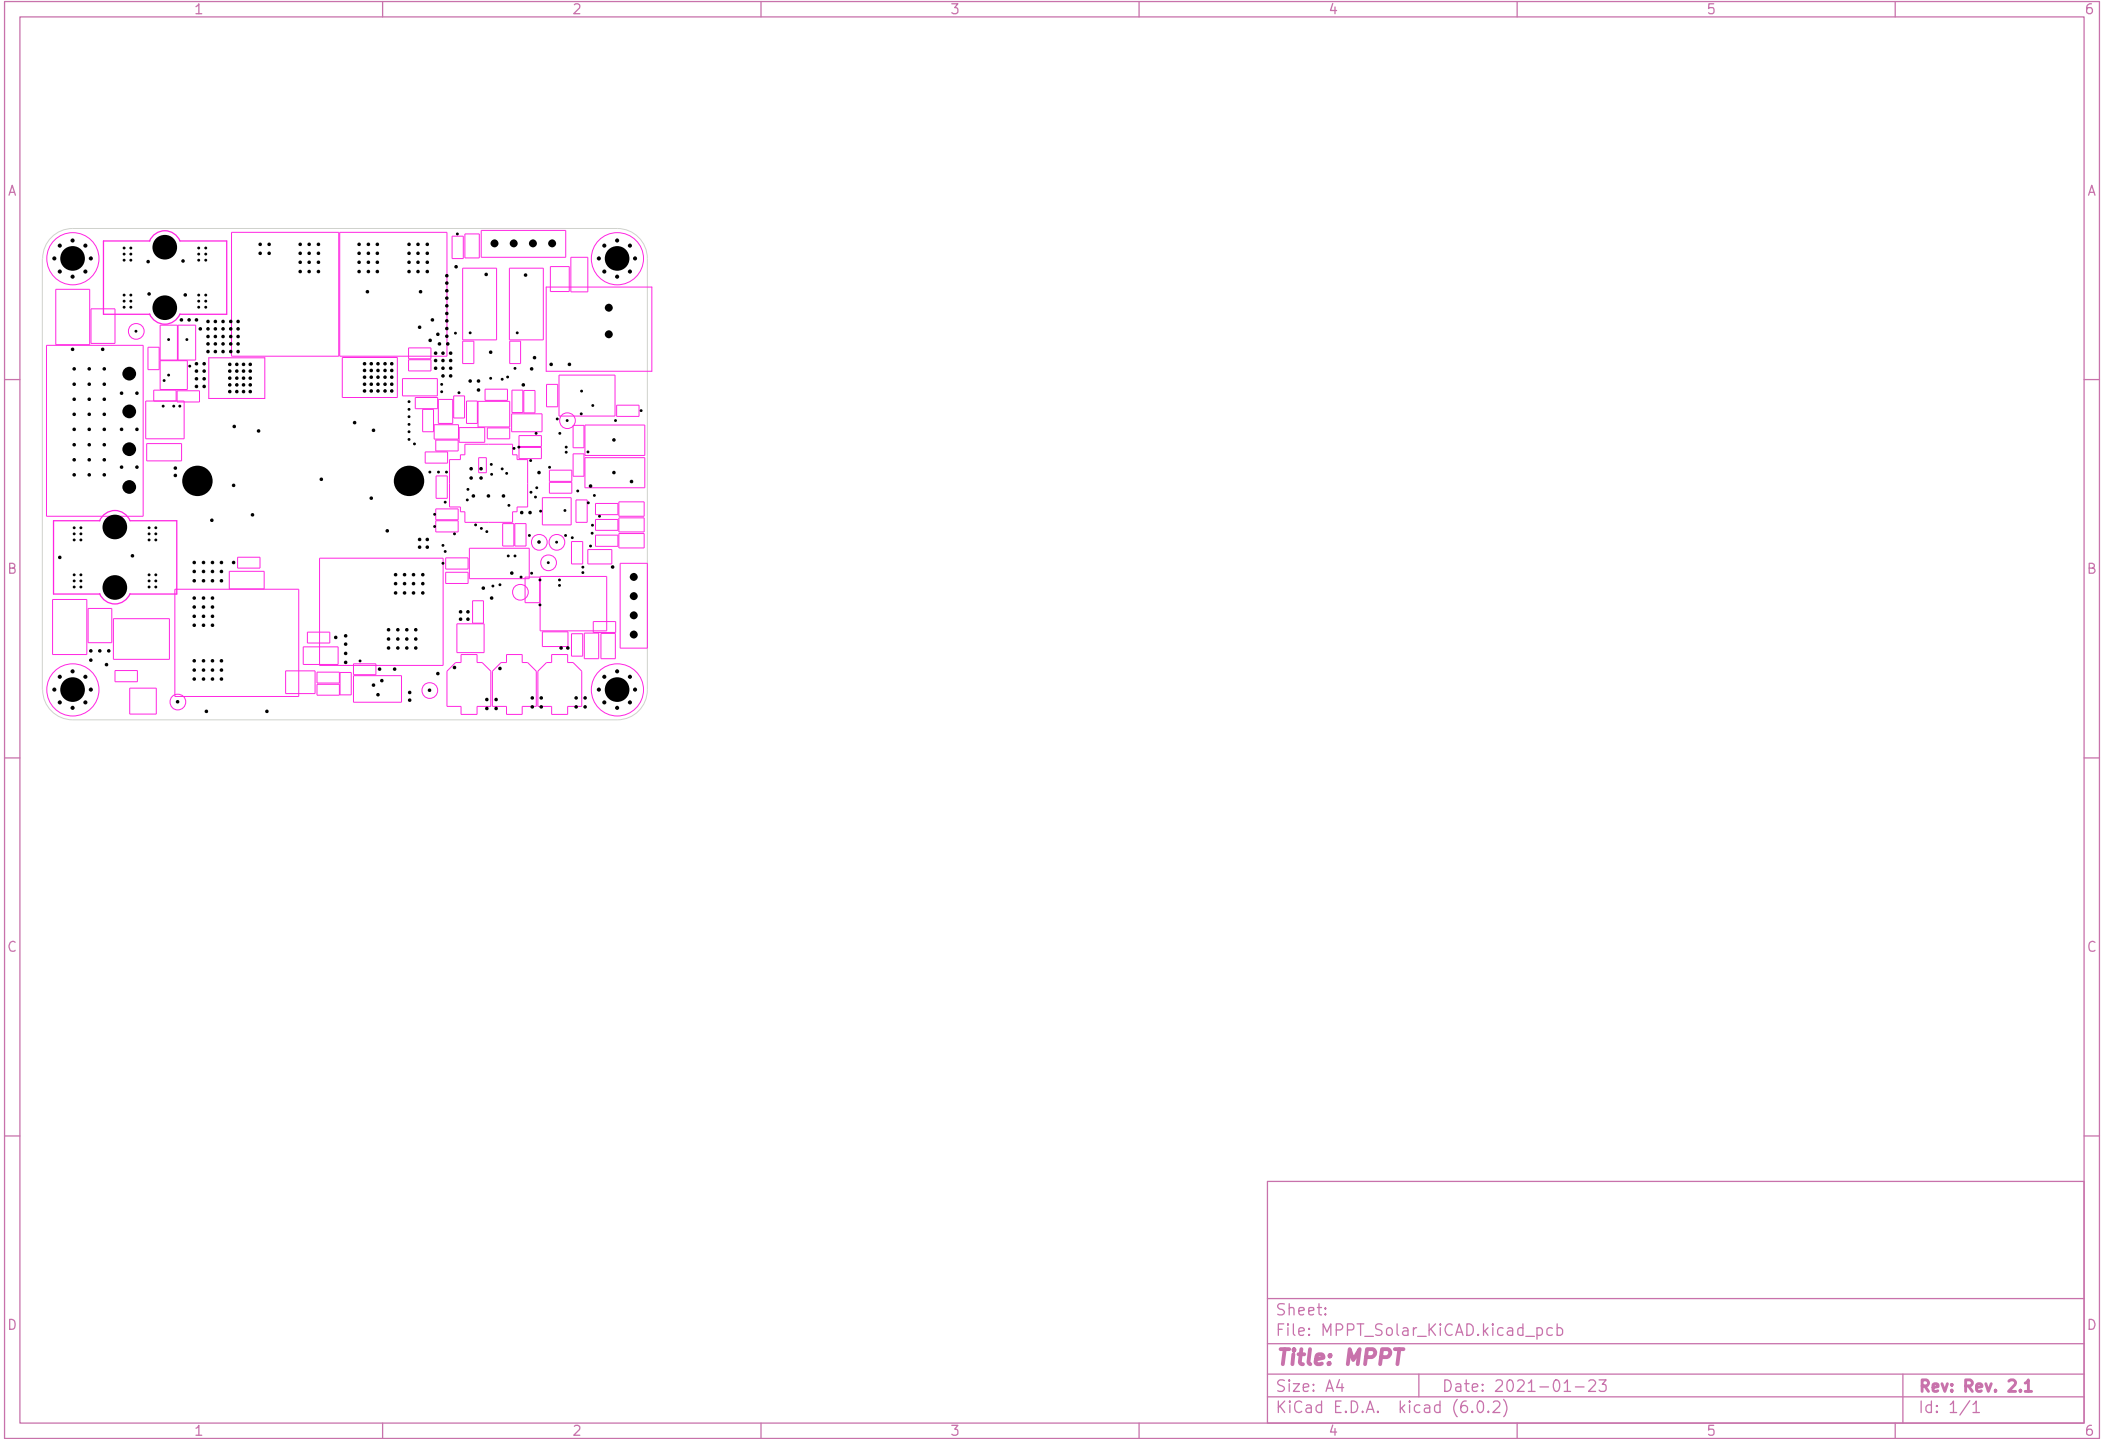 1 2 3 4 5 6
A A
B B
C C
D D
Sheet:
File: MPPT_Solar_KiCAD.kicad_pcb
Title: MPPT
Size: A4 Date: 2021-01-23 Rev: Rev. 2.1
KiCad E.D.A. kicad (6.0.2) Id: 1/1
1 2 3 4 5 6